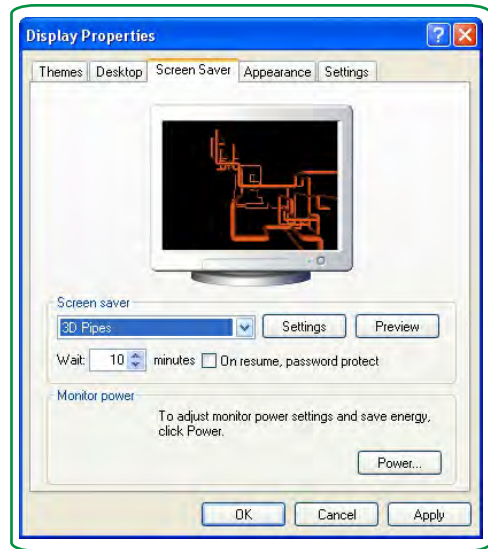 Display Properties
Themes Desktop Screen Saver Appearance Settings
Screen saver
3D Pipes Settings Preview
Wait: 10 minutes On resume, password protect
Monitor power
To adjust monitor power settings and save energy,
click Power.
Power...
OK Cancel Apply